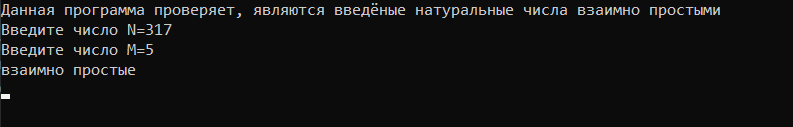 Данная программа проверяет, являются введёные натуральные числа взаимно простыми
Введите число N=317
Введите число M=5
взаимно простые